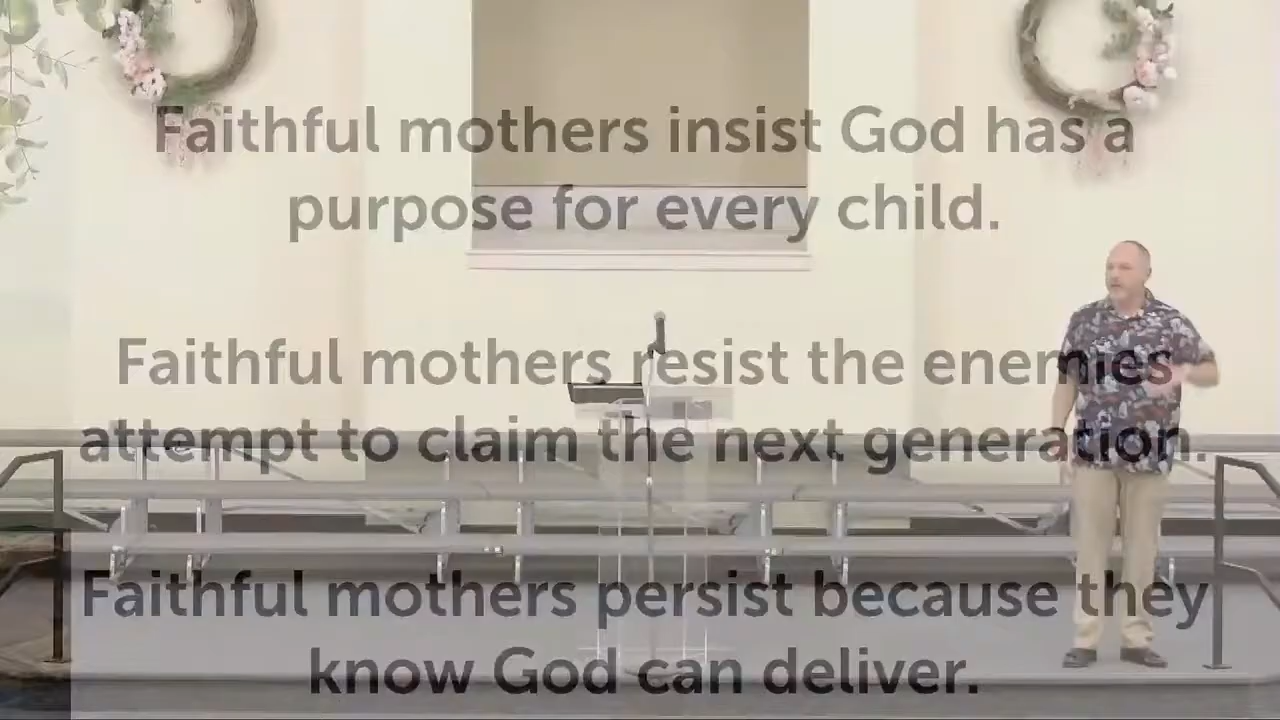 Faithful mothers insist God has a
purpose for every child.
Faithful mothers resist the enemies
attempt to claim the next generation.
Faithful mothers persist because they
know God can deliver.